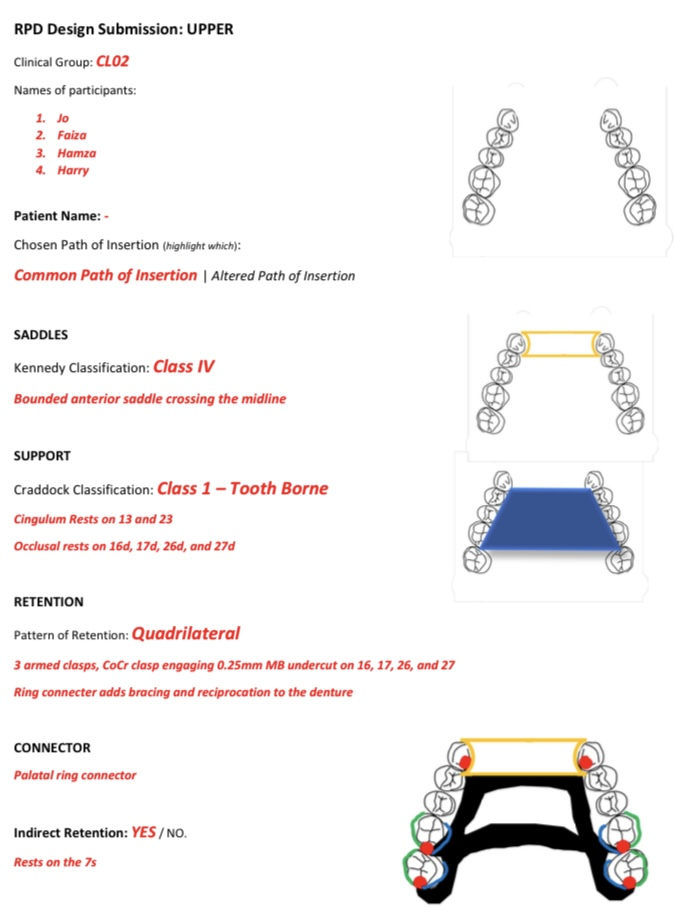 RPD Design Submission: UPPER
Clinical Group: CL02
Names of participants:
1. Jo
2. Faiza
3. Hamza
4. Harry
Patient Name: -
Chosen Path of Insertion (highlight which):
Common Path of Insertion | Altered Path of Insertion
SADDLES
Kennedy Classification: Class IV
Bounded anterior saddle crossing the midline
SUPPORT
Craddock Classification: Class 1 – Tooth Borne
Cingulum Rests on 13 and 23
Occlusal rests on 16d, 17d, 26d, and 27d
RETENTION
Pattern of Retention: Quadrilateral
3 armed clasps, CoCr clasp engaging 0.25mm MB undercut on 16, 17, 26, and 27
Ring connecter adds bracing and reciprocation to the denture
CONNECTOR
Palatal ring connector
Indirect Retention: YES / NO.
Rests on the 7s